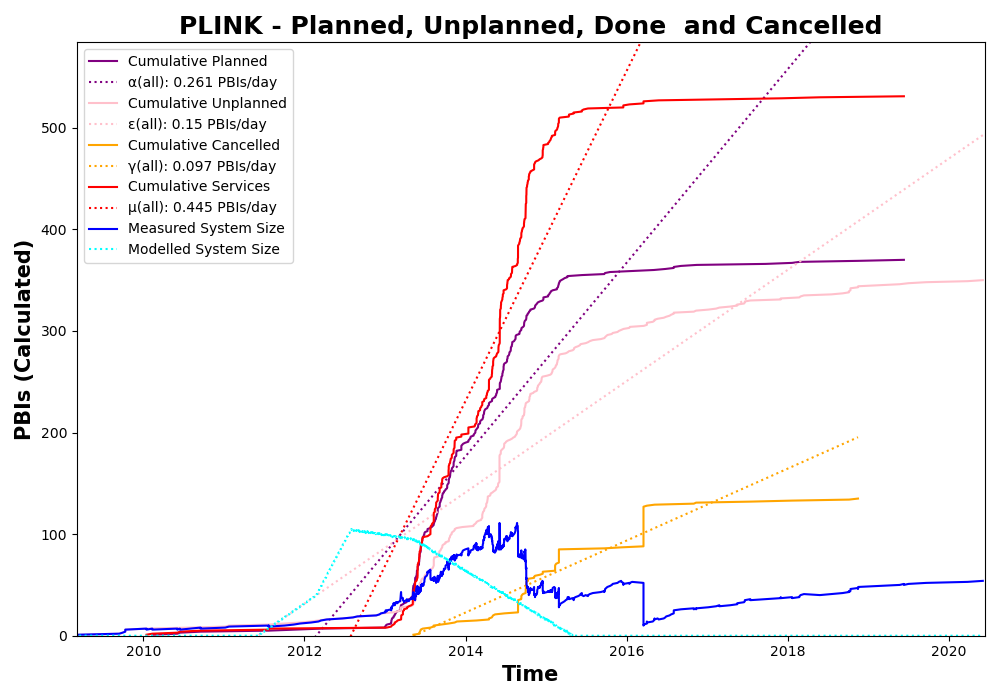 PLINK - Planned, Unplanned, Done  and Cancelled
PBIs (Calculated)
500
400
300
200
100
0
Cumulative Planned
α(all): 0.261 PBIs/day
Cumulative Unplanned
ε(all): 0.15 PBIs/day
Cumulative Cancelled
γ(all): 0.097 PBIs/day
Cumulative Services
μ(all): 0.445 PBIs/day
Measured System Size
Modelled System Size
2010 2012 2014 2016 2018 2020
Time